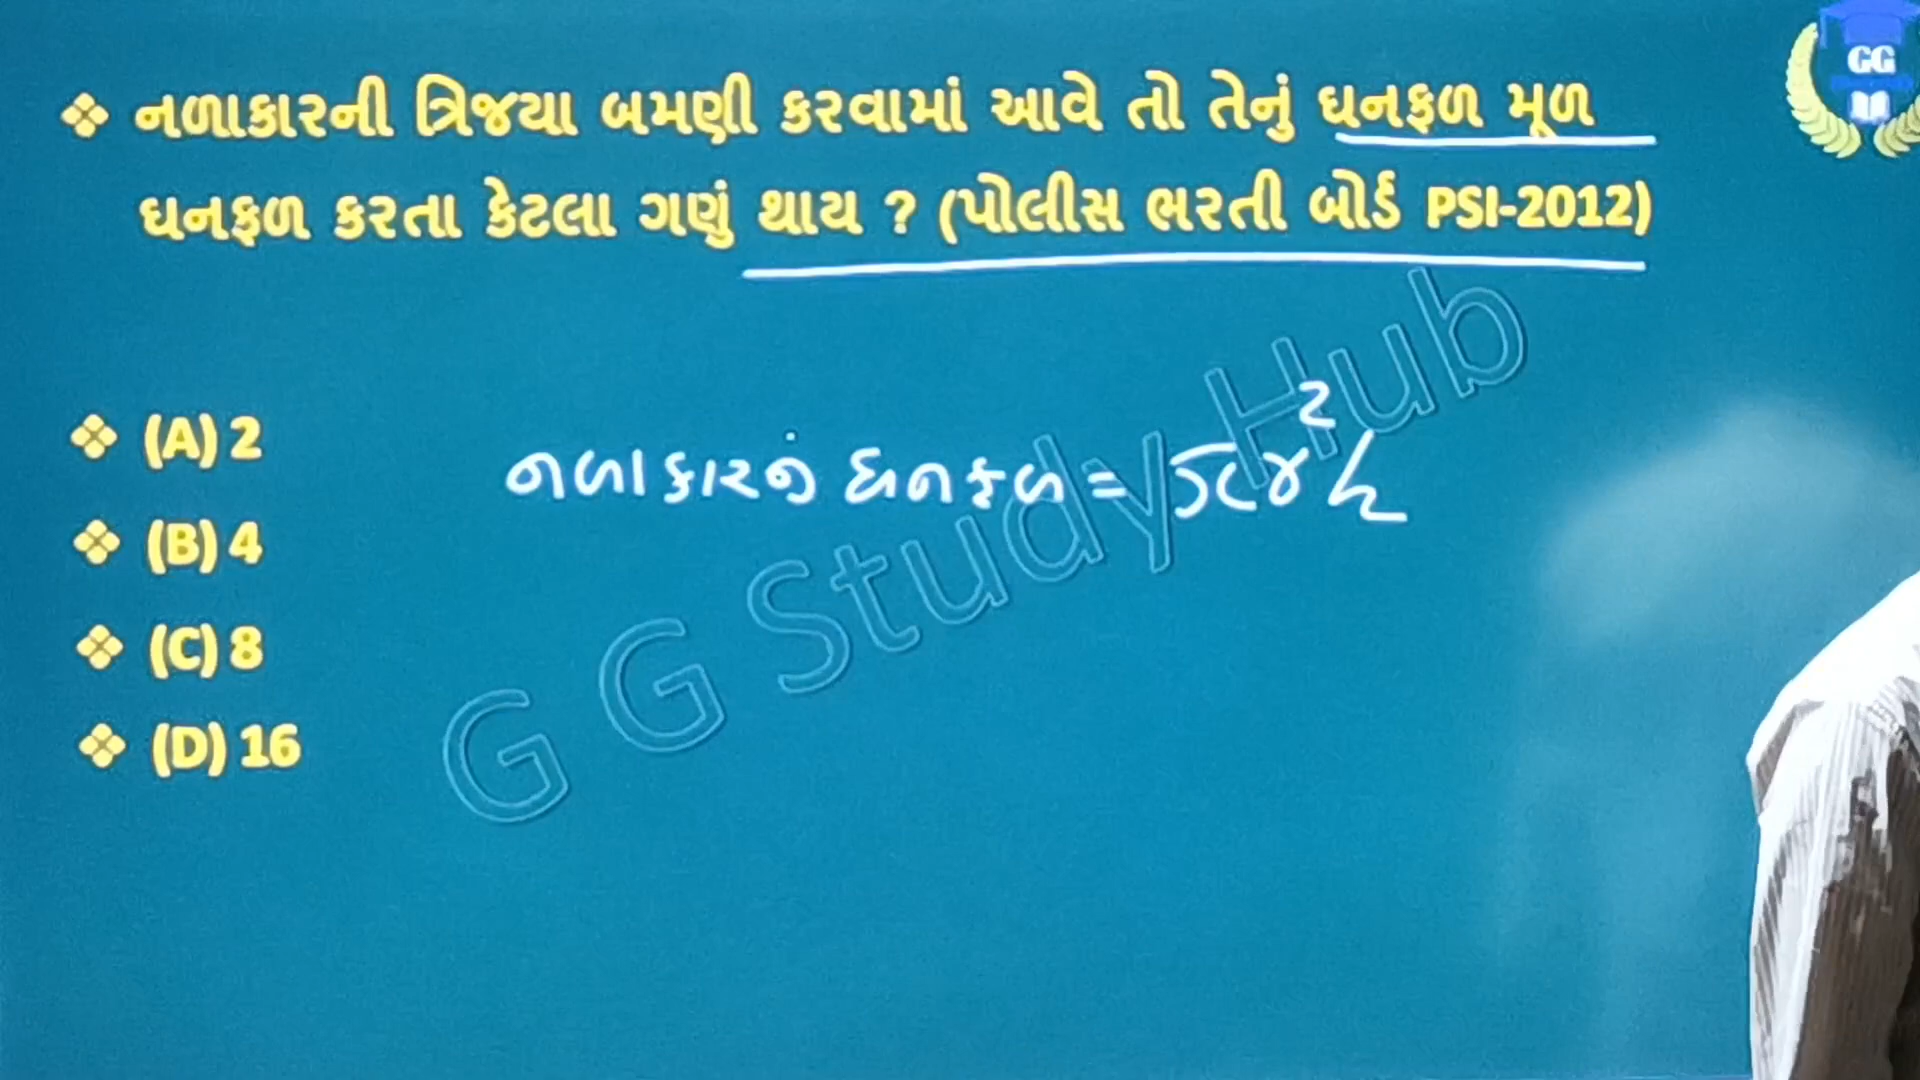 ❖ નળાકારની ત્રિજ્યા બમણી કરવામાં આવે તો તેનું ઘનફળ મૂળ
ઘનફળ કરતા કેટલા ગણું થાય ? (પોલીસ ભરતી બોર્ડ PSI-2012)
❖ (A) 2
❖ (B) 4
❖ (C) 8
❖ (D) 16
નળાકારનું ઘનફળ = πr²h
G G Study Hub
GG